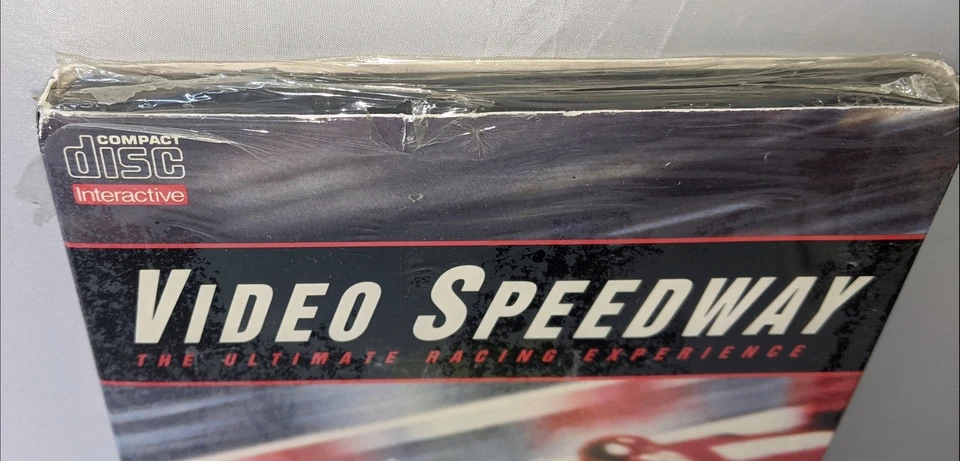 COMPACT
disc
Interactive
VIDEO SPEEDWAY
THE ULTIMATE RACING EXPERIENCE